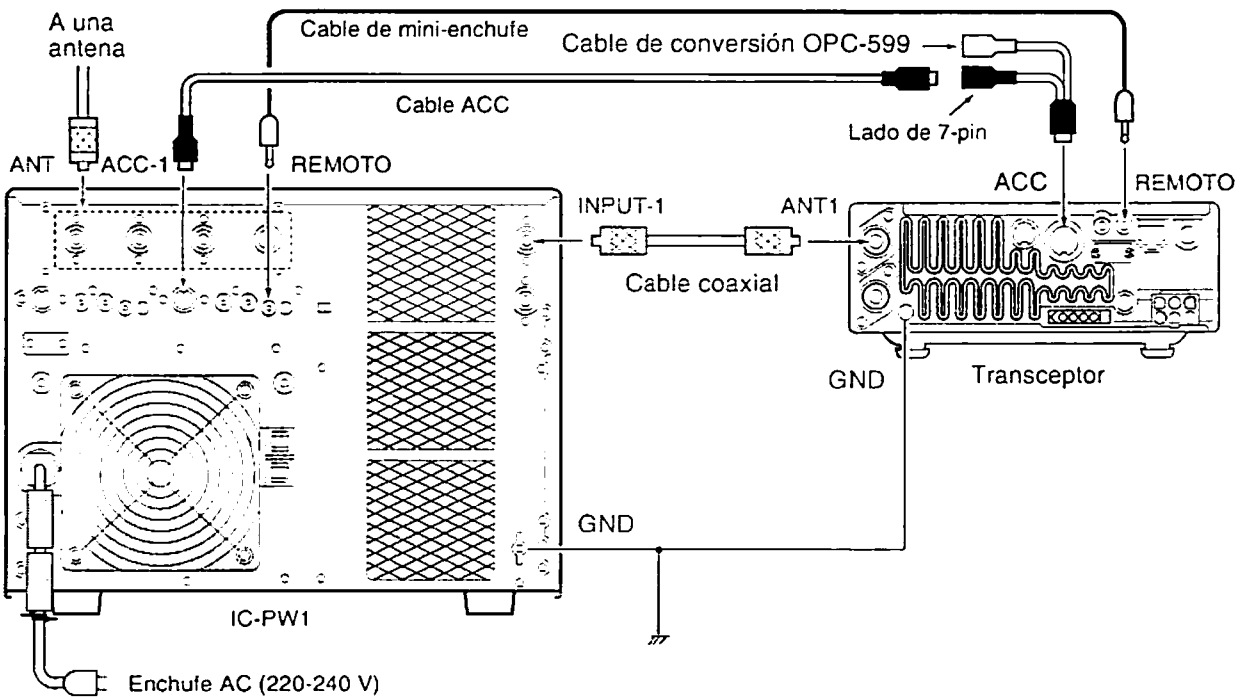 A una
antena
Cable de mini-enchufe
Cable de conversión OPC-599
Cable ACC
Lado de 7-pin
ANT
ACC-1
REMOTO
ACC
REMOTO
INPUT-1
ANT1
Cable coaxial
GND
Transceptor
GND
IC-PW1
Enchufe AC (220-240 V)